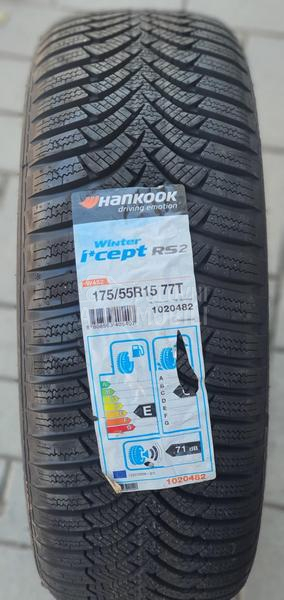 HANKOOK
driving emotion
Winter
i*cept RS2
W452
175/55R15 77T
1020482
A
B
C
D
E
F
G
E
71 dB
1020482